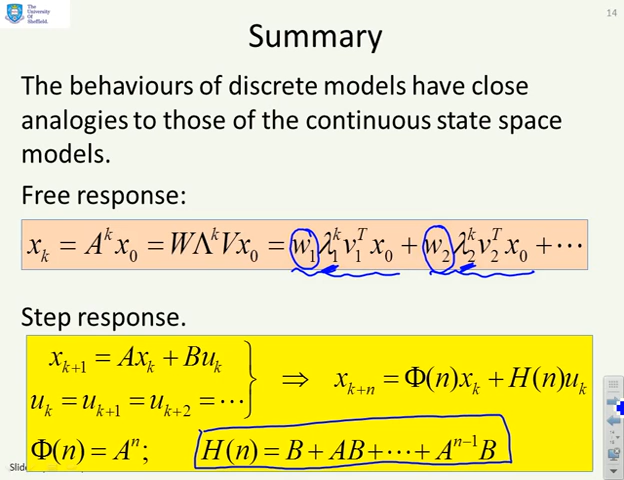 The
University
Of
Sheffield.
14
Summary
The behaviours of discrete models have close
analogies to those of the continuous state space
models.
Free response:
x_k = A^k x_0 = WΛ^k Vx_0 = w_1 λ_1^k v_1^T x_0 + w_2 λ_2^k v_2^T x_0 + ⋯
Step response.
x_{k+1} = Ax_k + Bu_k
u_k = u_{k+1} = u_{k+2} = ⋯
} ⇒ x_{k+n} = Φ(n)x_k + H(n)u_k
Φ(n) = A^n; H(n) = B + AB + ⋯ + A^{n−1} B